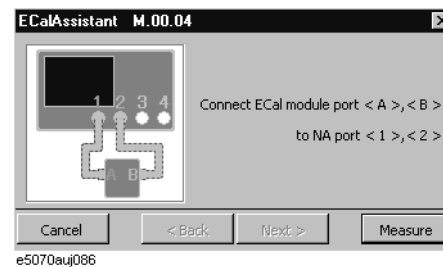 ECalAssistant M.00.04
1 2 3 4
A B
Connect ECal module port < A >,< B >
to NA port < 1 >,< 2 >
Cancel
< Back
Next >
Measure
e5070auj086